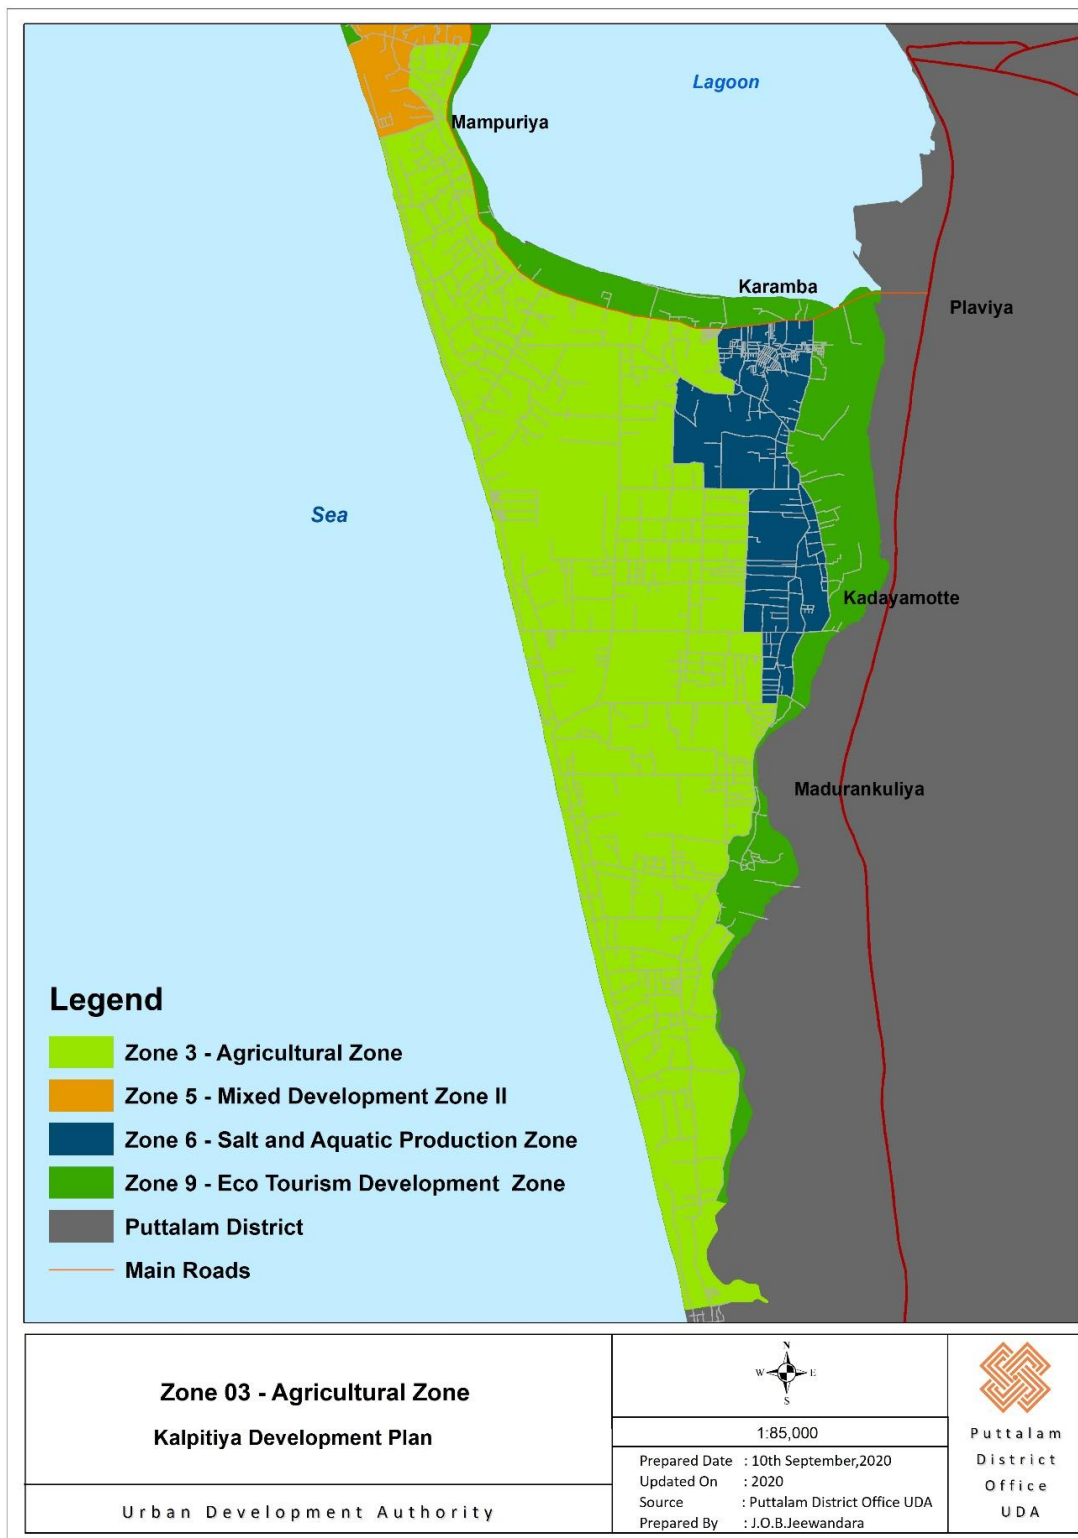 Lagoon
Mampuriya
Karamba
Plaviya
Sea
Kadayamotte
Madurankuliya
Legend
Zone 3 - Agricultural Zone
Zone 5 - Mixed Development Zone II
Zone 6 - Salt and Aquatic Production Zone
Zone 9 - Eco Tourism Development Zone
Puttalam District
Main Roads
Zone 03 - Agricultural Zone
Kalpitiya Development Plan
Urban Development Authority
N
W E
S
1:85,000
Prepared Date : 10th September,2020
Updated On : 2020
Source : Puttalam District Office UDA
Prepared By : J.O.B.Jeewandara
Puttalam
District
Office
UDA